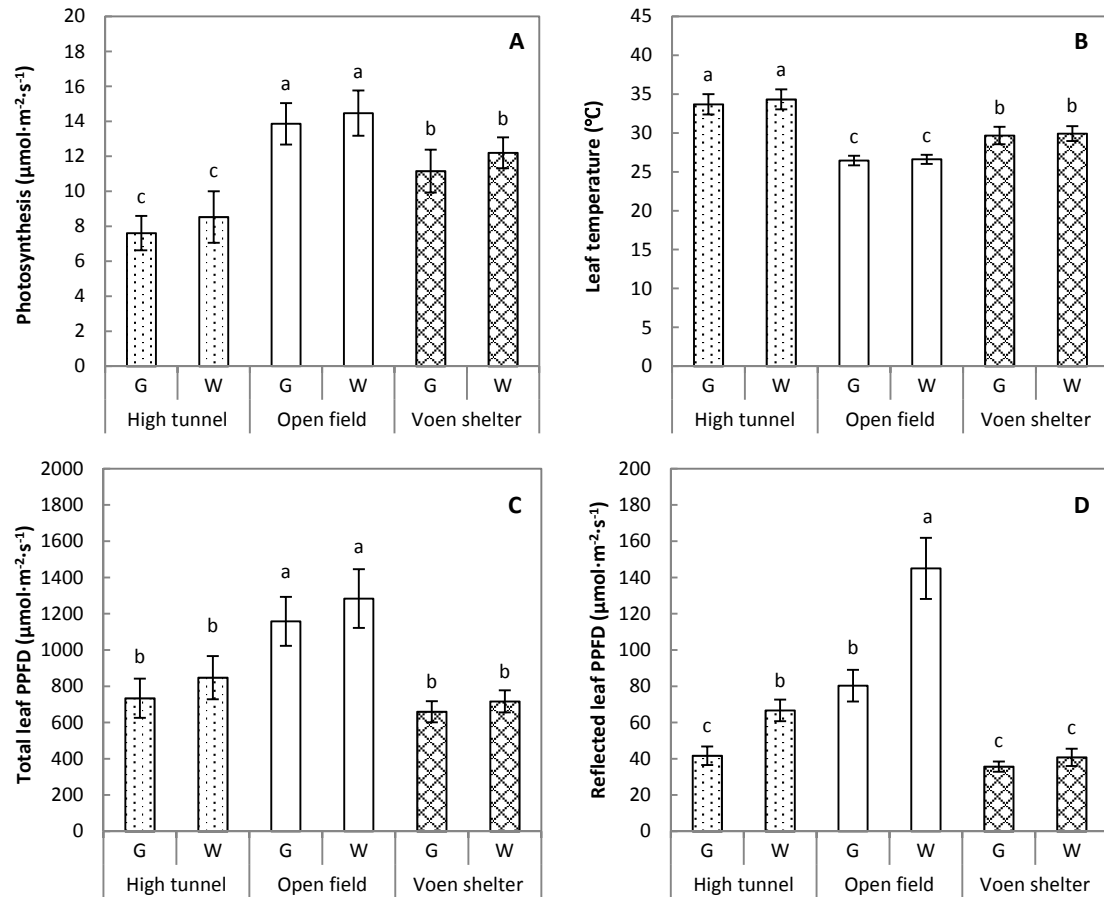 A
Photosynthesis (µmol·m⁻²·s⁻¹)
20
18
16
14
12
10
8
6
4
2
0
c
c
a
a
b
b
G W G W G W
High tunnel Open field Voen shelter
B
Leaf temperature (°C)
45
40
35
30
25
20
15
10
5
0
a
a
c
c
b
b
G W G W G W
High tunnel Open field Voen shelter
C
Total leaf PPFD (µmol·m⁻²·s⁻¹)
2000
1800
1600
1400
1200
1000
800
600
400
200
0
b
b
a
a
b
b
G W G W G W
High tunnel Open field Voen shelter
D
Reflected leaf PPFD (µmol·m⁻²·s⁻¹)
200
180
160
140
120
100
80
60
40
20
0
c
b
b
a
c
c
G W G W G W
High tunnel Open field Voen shelter